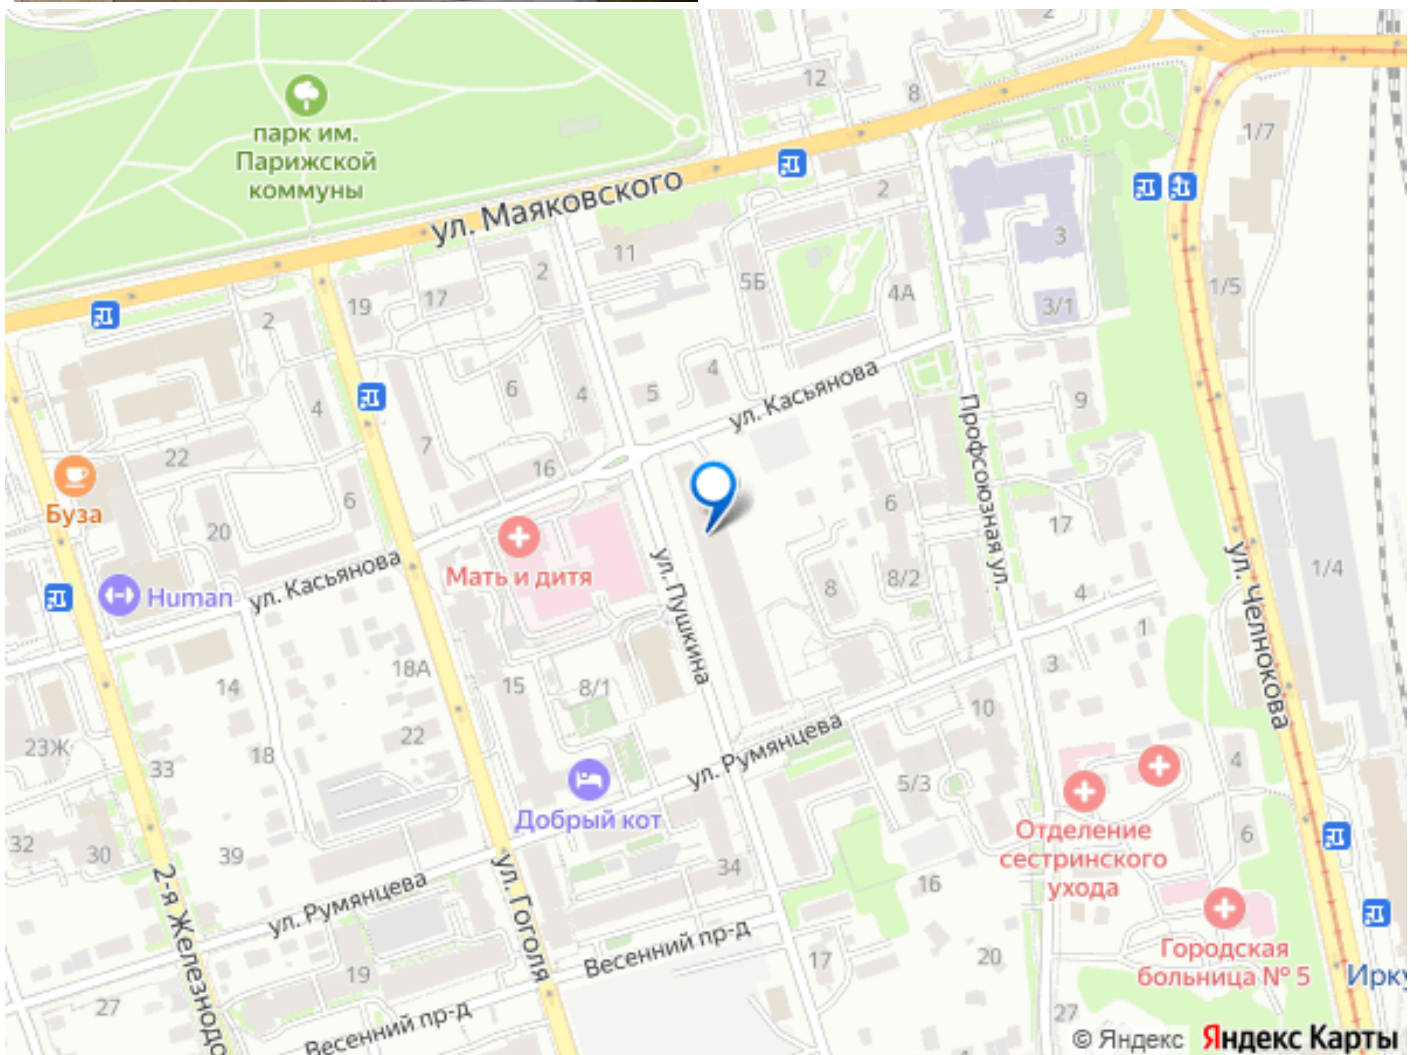 2
12
8
1/7
парк им.
Парижской
коммуны
ул. Маяковского
2
3
11
2
5Б
4А
1/5
3/1
19
17
2
6
4
5
4
ул. Касьянова
9
4
7
22
16
6
Профсоюзная ул.
Буза
20
6
17
Мать и дитя
ул. Касьянова
Human
ул. Пушкина
8
8/2
4
1/4
ул. Челнокова
1
3
18А
14
15
8/1
10
22
23Ж
18
33
ул. Румянцева
5/3
4
Добрый кот
Отделение
сестринского
ухода
6
32
30
39
34
16
2-я Железнодо
ул. Румянцева
ул. Гоголя
Весенний пр-д
Городская
больница № 5
19
17
20
Ирку
27
Весенний пр-д
27
© Яндекс Яндекс Карты